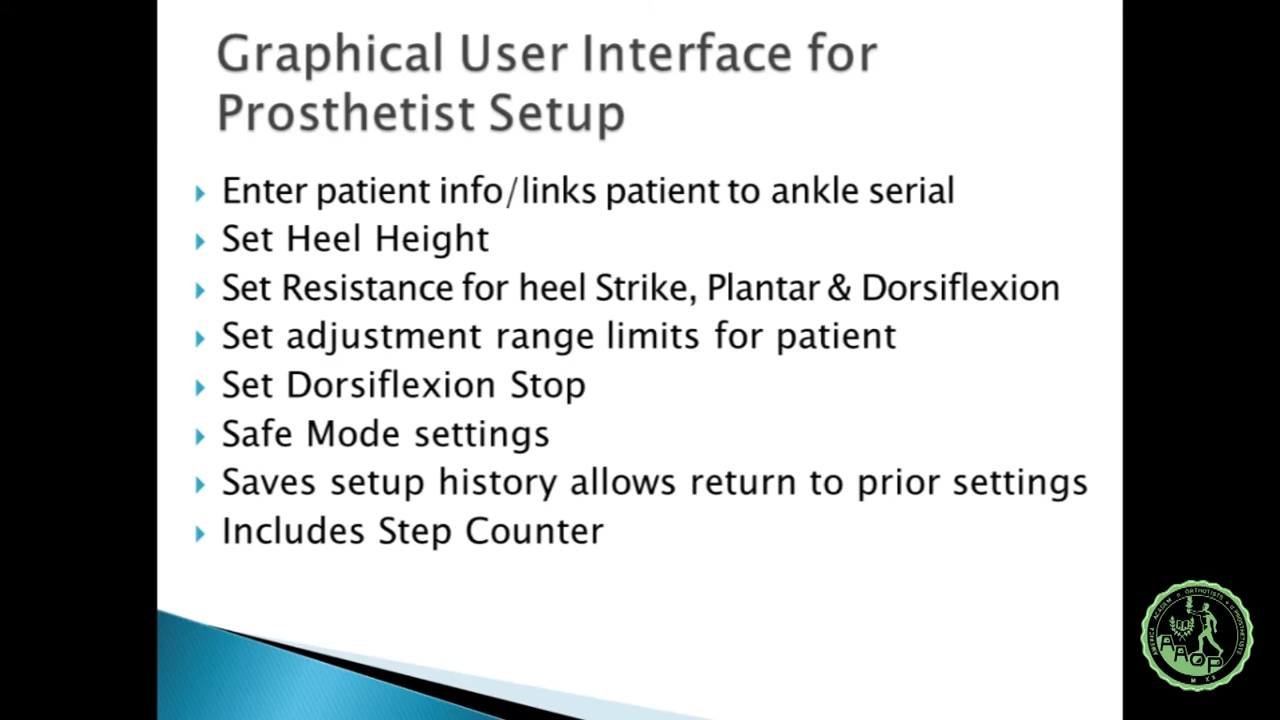 Graphical User Interface for
Prosthetist Setup
Enter patient info/links patient to ankle serial
Set Heel Height
Set Resistance for heel Strike, Plantar & Dorsiflexion
Set adjustment range limits for patient
Set Dorsiflexion Stop
Safe Mode settings
Saves setup history allows return to prior settings
Includes Step Counter
AAOP